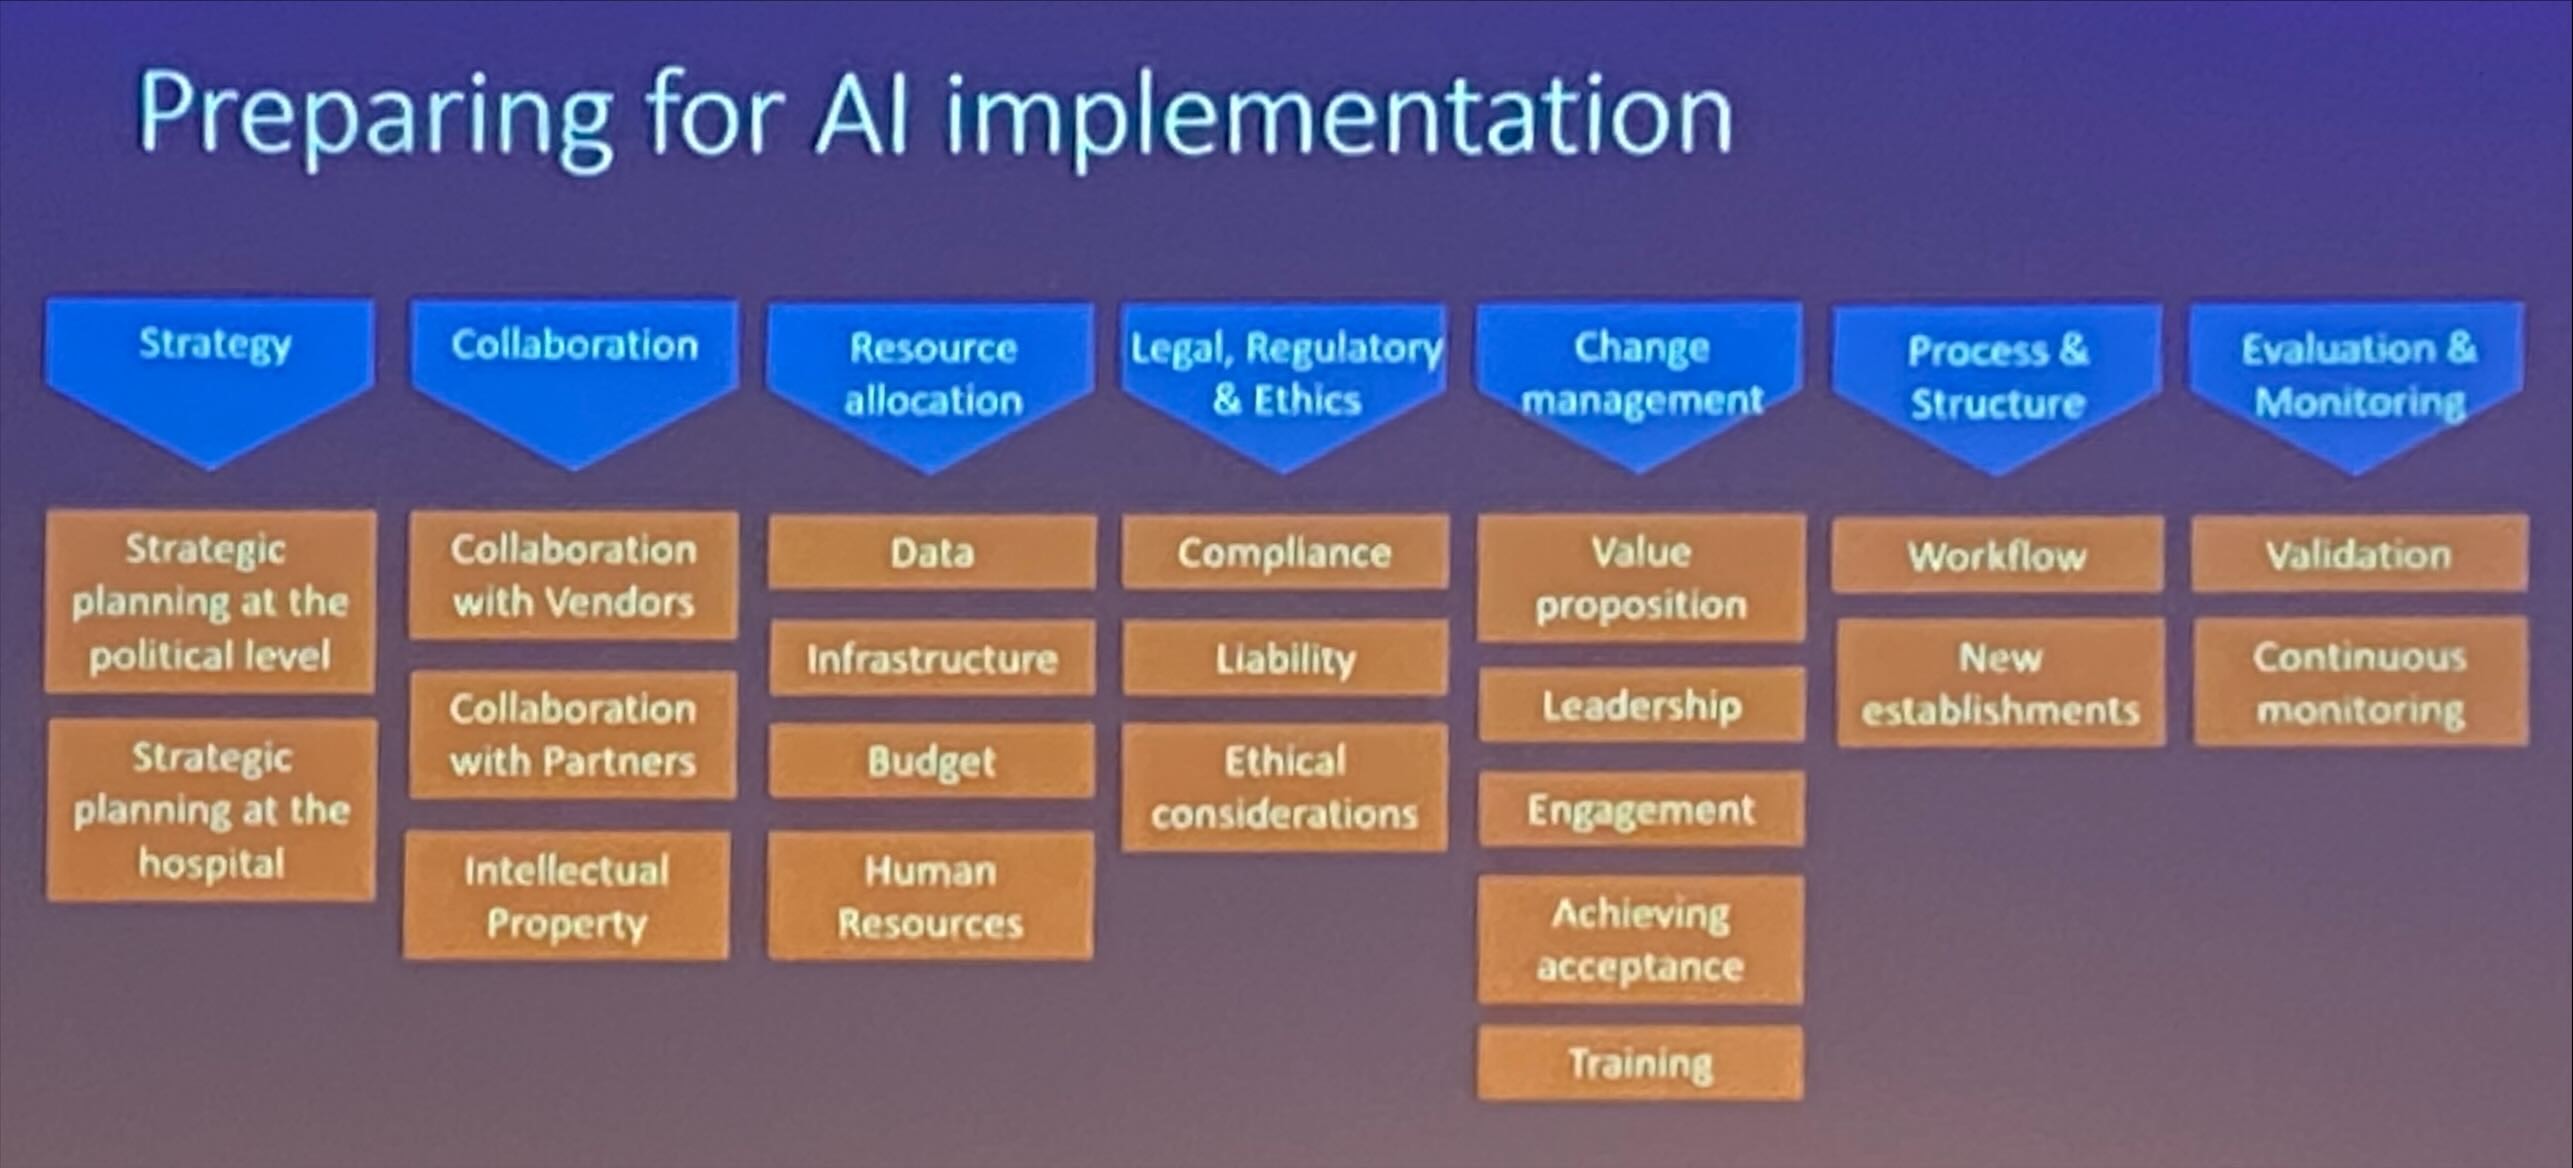 Preparing for AI implementation
Strategy
Strategic
planning at the
political level
Strategic
planning at the
hospital
Collaboration
Collaboration
with Vendors
Collaboration
with Partners
Intellectual
Property
Resource
allocation
Data
Infrastructure
Budget
Human
Resources
Legal, Regulatory
& Ethics
Compliance
Liability
Ethical
considerations
Change
management
Value
proposition
Leadership
Engagement
Achieving
acceptance
Training
Process &
Structure
Workflow
New
establishments
Evaluation &
Monitoring
Validation
Continuous
monitoring